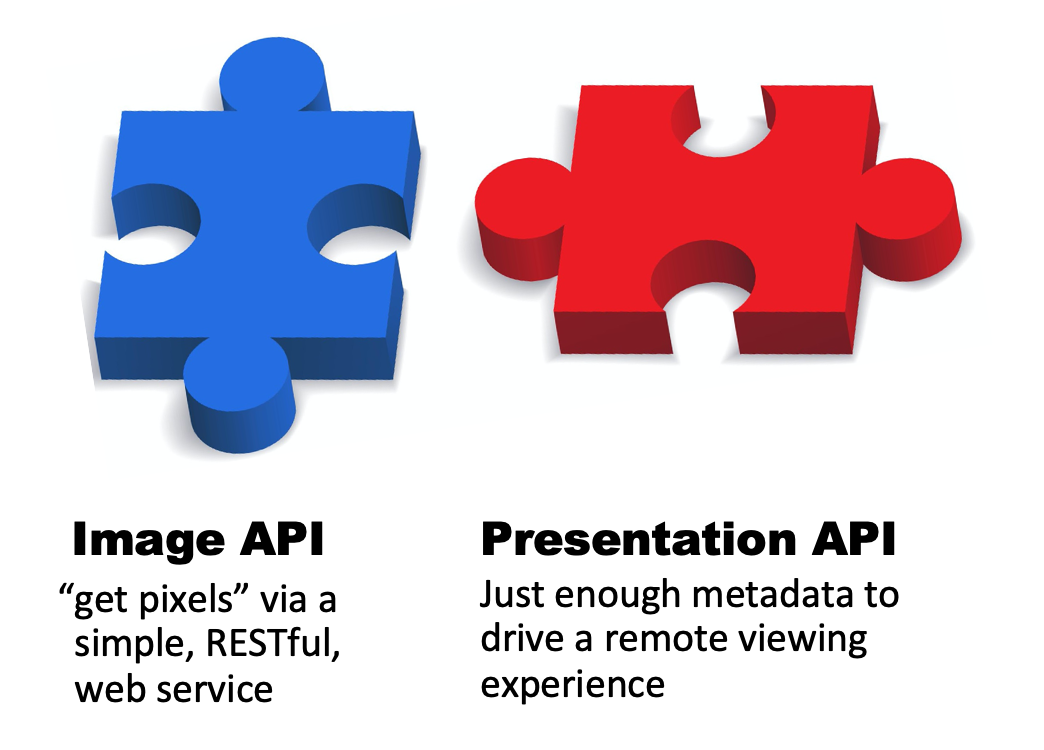 Image API
“get pixels” via a
simple, RESTful,
web service
Presentation API
Just enough metadata to
drive a remote viewing
experience